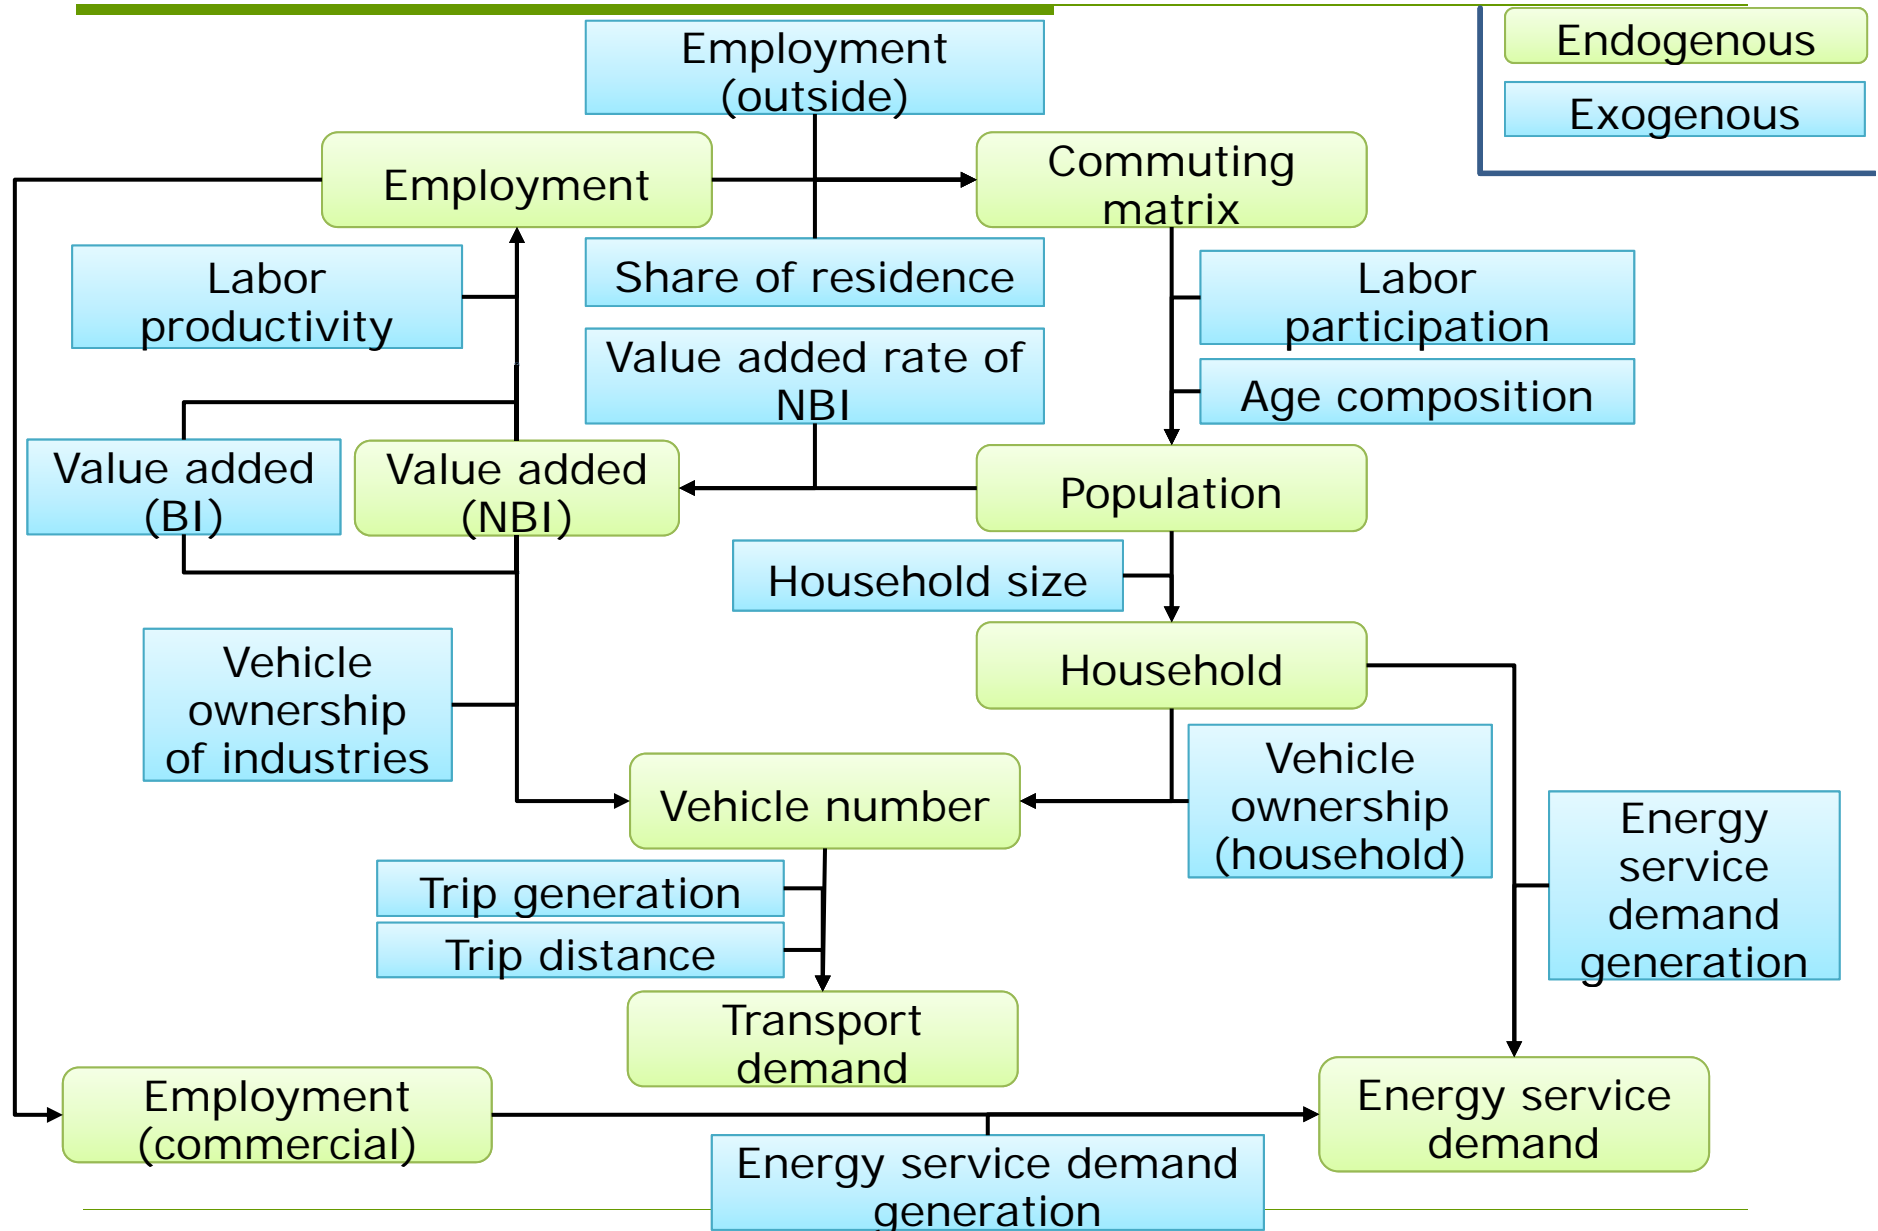 Employment
(outside)
Endogenous
Exogenous
Employment
Commuting
matrix
Labor
productivity
Share of residence
Labor
participation
Value added rate of
NBI
Age composition
Value added
(BI)
Value added
(NBI)
Population
Household size
Vehicle
ownership
of industries
Household
Vehicle number
Vehicle
ownership
(household)
Energy
service
demand
generation
Trip generation
Trip distance
Transport
demand
Employment
(commercial)
Energy service
demand
Energy service demand
generation